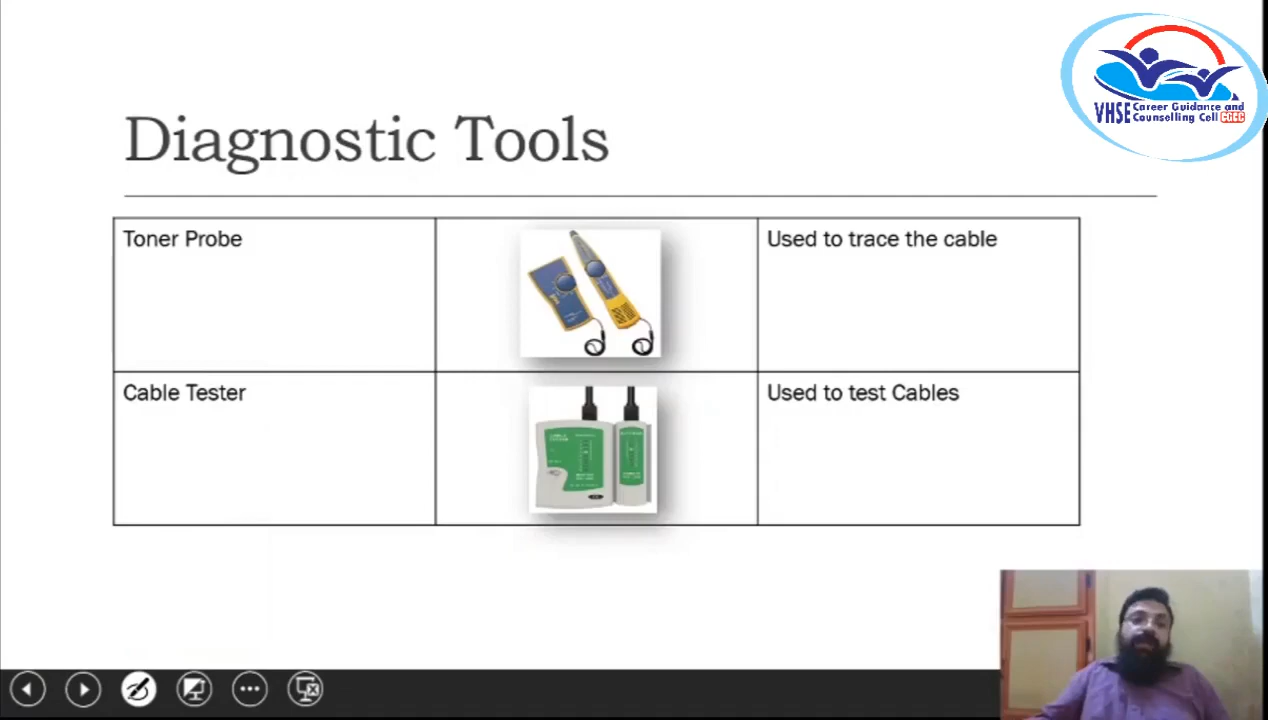 VHSE Career Guidance and
Counselling Cell CGCC
Diagnostic Tools
Toner Probe
Used to trace the cable
Cable Tester
Used to test Cables